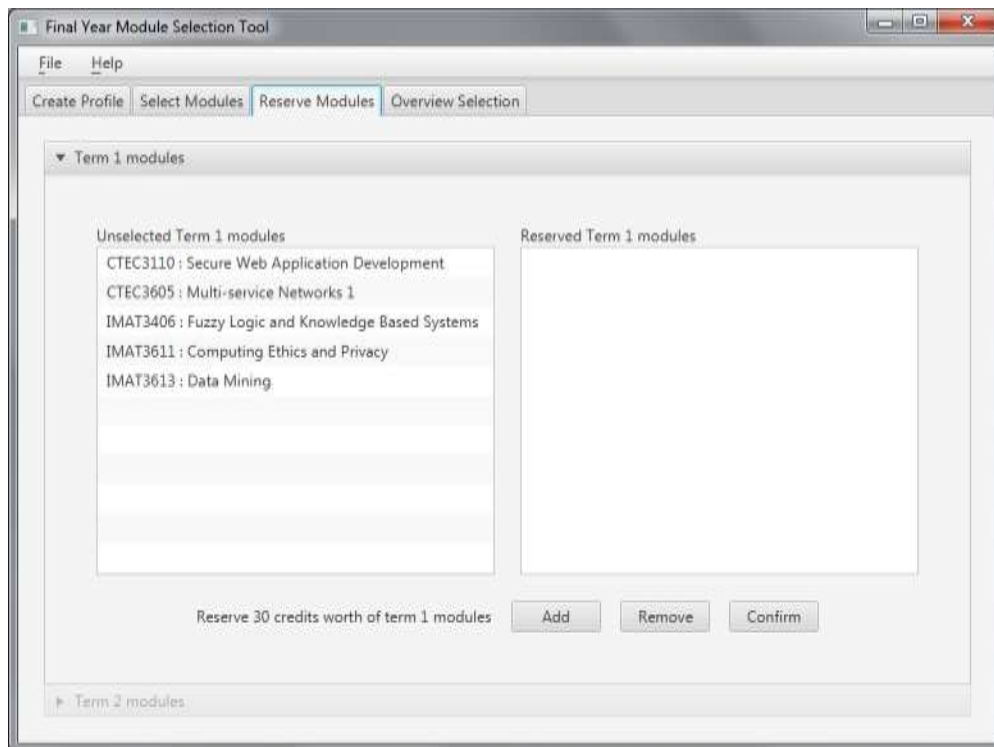 Final Year Module Selection Tool
File Help
Create Profile Select Modules Reserve Modules Overview Selection
Term 1 modules
Unselected Term 1 modules Reserved Term 1 modules
CTEC3110 : Secure Web Application Development
CTEC3605 : Multi-service Networks 1
IMAT3406 : Fuzzy Logic and Knowledge Based Systems
IMAT3611 : Computing Ethics and Privacy
IMAT3613 : Data Mining
Reserve 30 credits worth of term 1 modules Add Remove Confirm
Term 2 modules